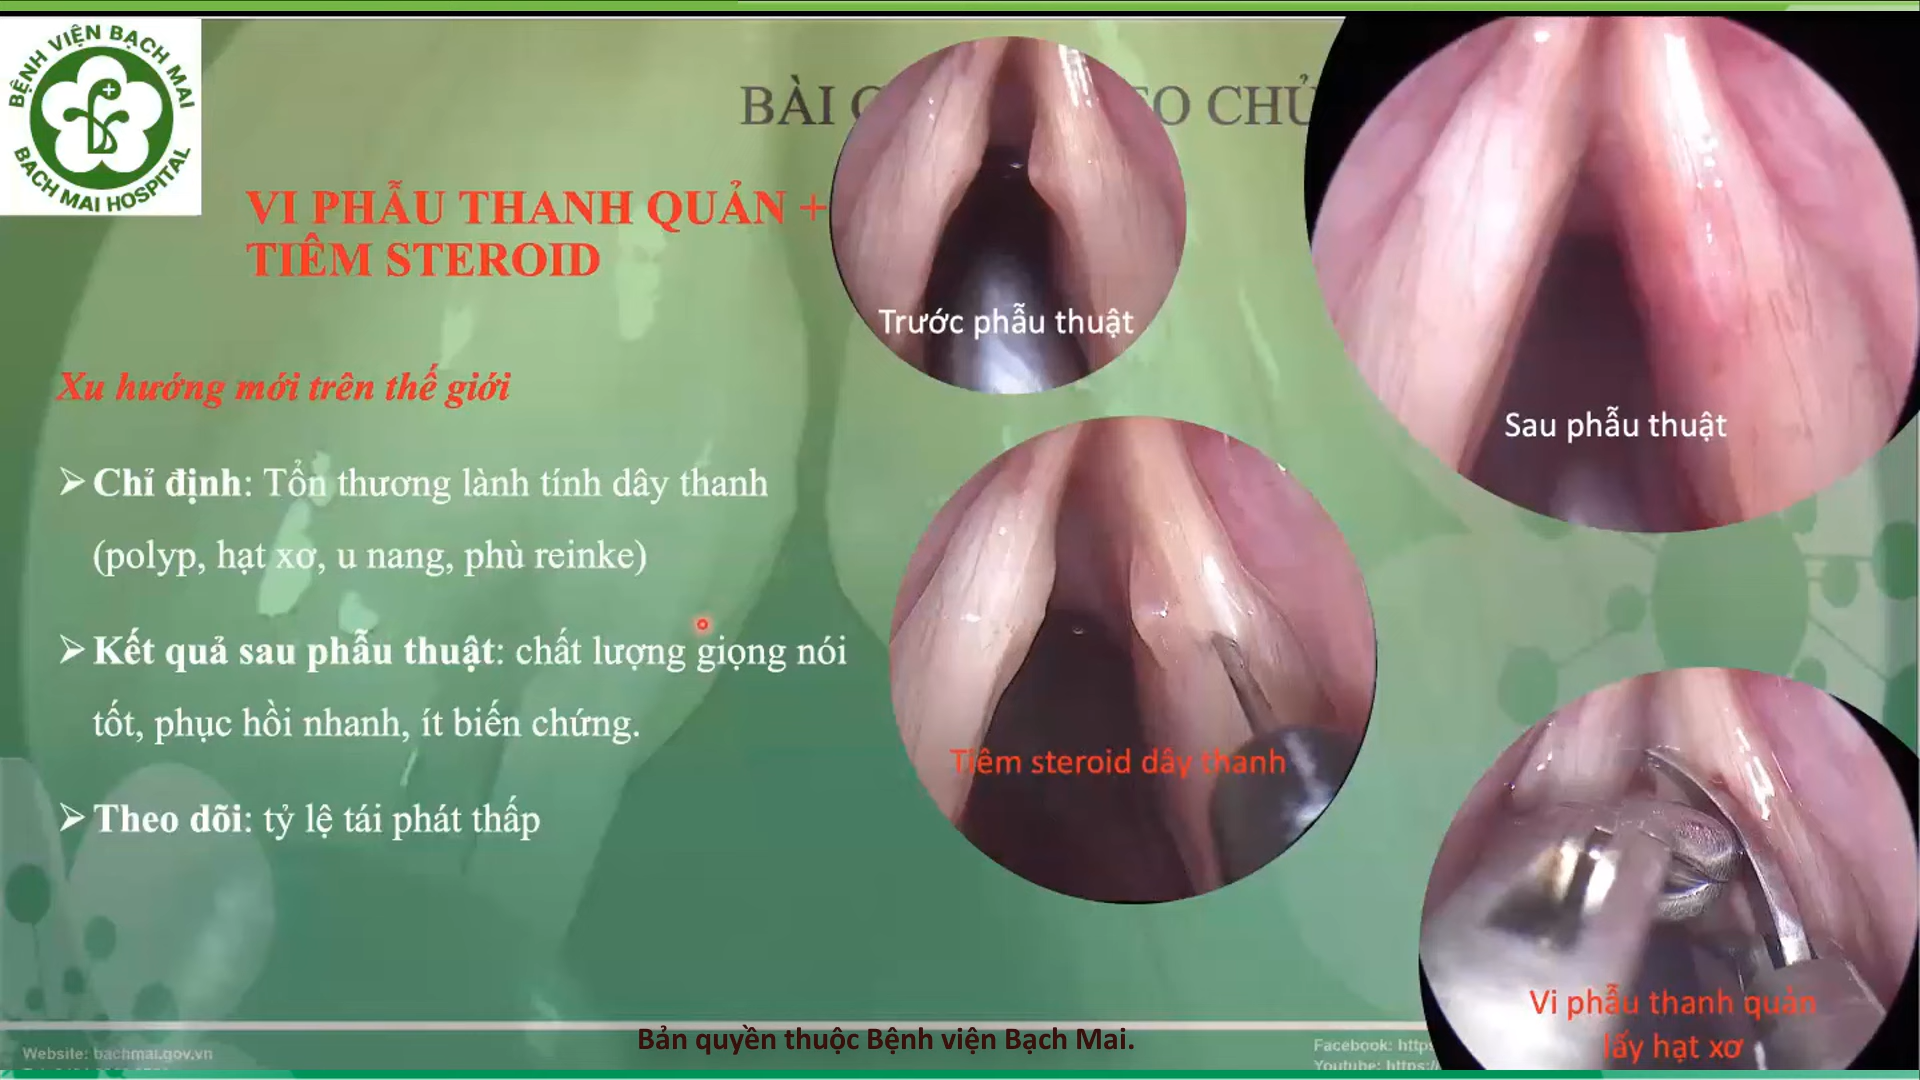 BỆNH VIỆN BẠCH MAI
BACH MAI HOSPITAL
BÀI
CHỦ
VI PHẪU THANH QUẢN +
TIÊM STEROID
Trước phẫu thuật
Sau phẫu thuật
Xu hướng mới trên thế giới
➢ Chỉ định: Tổn thương lành tính dây thanh
(polyp, hạt xơ, u nang, phù reinke)
➢ Kết quả sau phẫu thuật: chất lượng giọng nói
tốt, phục hồi nhanh, ít biến chứng.
➢ Theo dõi: tỷ lệ tái phát thấp
Tiêm steroid dây thanh
Vi phẫu thanh quản
lấy hạt xơ
Bản quyền thuộc Bệnh viện Bạch Mai.
Website: bachmai.gov.vn
Facebook: https
Youtube: https:/